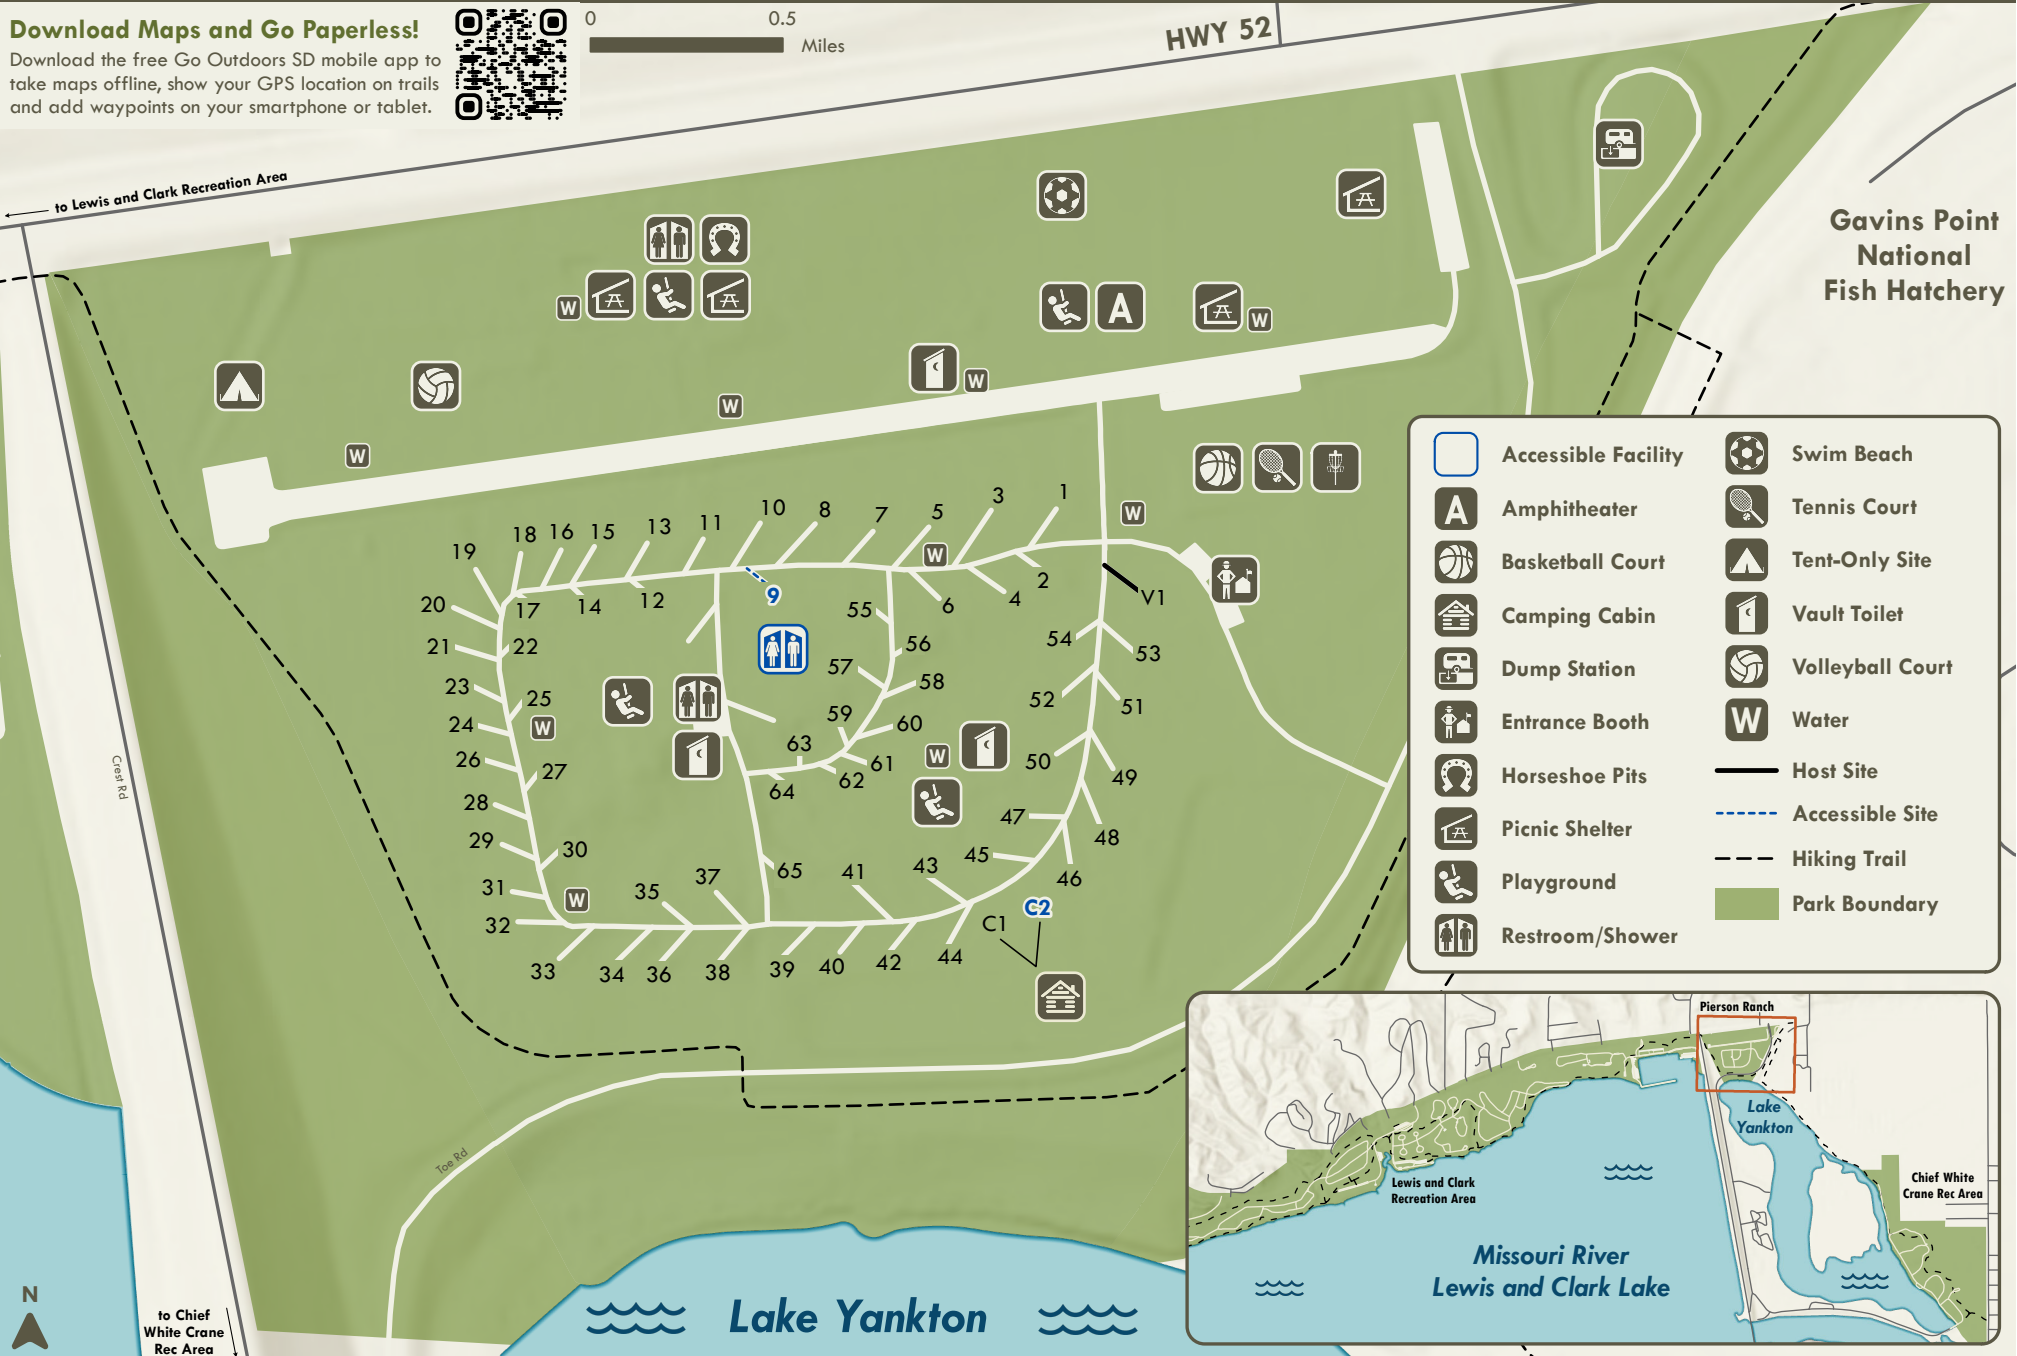 Download Maps and Go Paperless!
Download the free Go Outdoors SD mobile app to
take maps offline, show your GPS location on trails
and add waypoints on your smartphone or tablet.
0 0.5
Miles
HWY 52
to Lewis and Clark Recreation Area
Gavins Point
National
Fish Hatchery
W
A
W
W
W
W
W
1
3
5
7
8
10
11
13
15
16
18
19
W
W
20
17
14
12
9
6
4
2
V1
55
54
53
21
22
56
57
58
23
25
52
51
24
W
59
60
26
27
63
61
W
50
49
64
62
28
47
48
29
30
45
46
31
W
35
37
65
41
43
C2
C1
32
33
34
36
38
39
40
42
44
Crest Rd
Toe Rd
Accessible Facility
A Amphitheater
Basketball Court
Camping Cabin
Dump Station
Entrance Booth
Horseshoe Pits
Picnic Shelter
Playground
Restroom/Shower
Swim Beach
Tennis Court
Tent-Only Site
Vault Toilet
Volleyball Court
W Water
Host Site
Accessible Site
Hiking Trail
Park Boundary
Pierson Ranch
Lake
Yankton
Lewis and Clark
Recreation Area
Chief White
Crane Rec Area
Missouri River
Lewis and Clark Lake
Lake Yankton
N
to Chief
White Crane
Rec Area